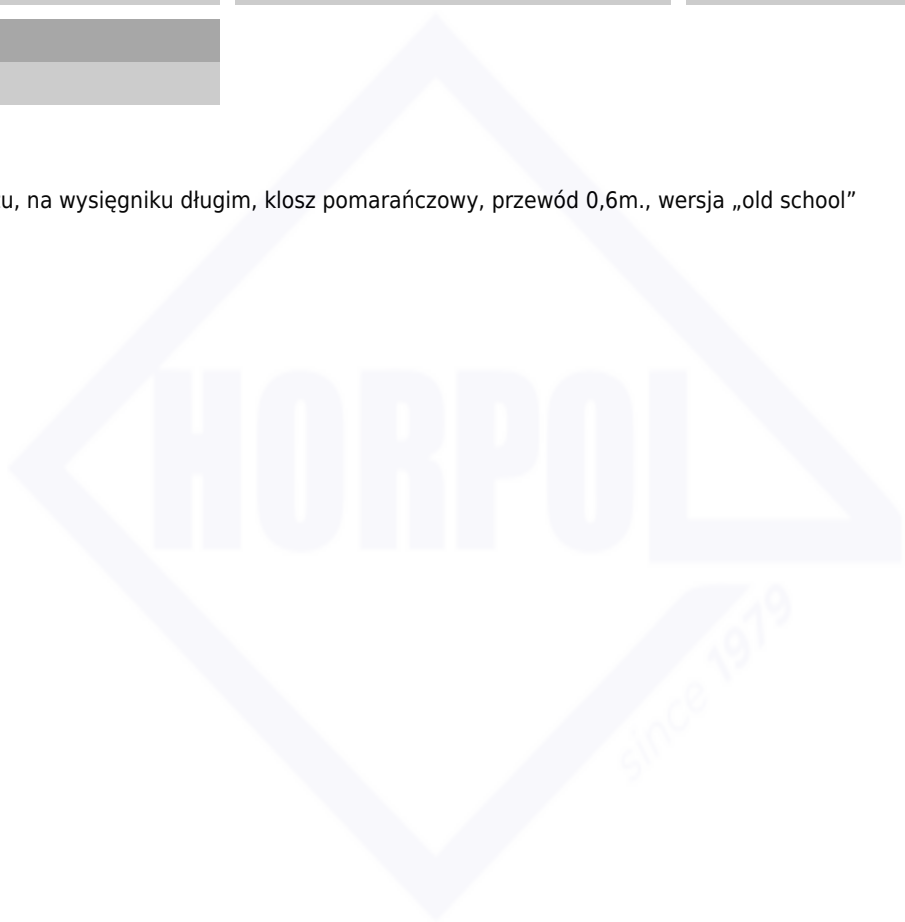 u, na wysięgniku długim, klosz pomarańczowy, przewód 0,6m., wersja „old school”
HORPOL
since 1979